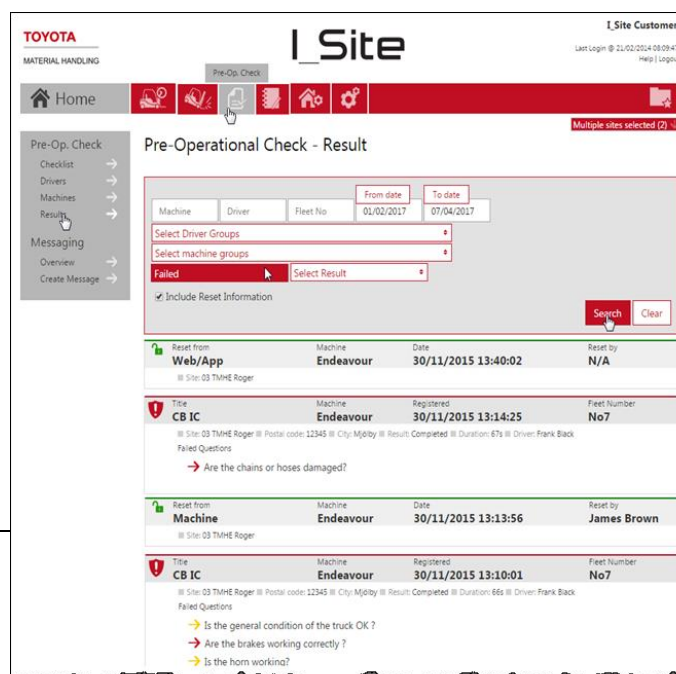 I_Site Customer
TOYOTA
I_Site
Last Login @ 21/02/2014 08:09:47
MATERIAL HANDLING
Help | Logou
Pre-Op. Check
Home
Multiple sites selected (2)
Pre-Op. Check
Pre-Operational Check - Result
Checklist
Drivers
Machines
Results
Messaging
Overview
Create Message
From date To date
Machine Driver Fleet No 01/02/2017 07/04/2017
Select Driver Groups
Select machine groups
Failed Select Result
Include Reset Information
Search Clear
Reset from Machine Date Reset by
Web/App Endeavour 30/11/2015 13:40:02 N/A
Site: 03 TMHE Roger
Title Machine Registered Fleet Number
CB IC Endeavour 30/11/2015 13:14:25 No7
Site: 03 TMHE Roger Postal code: 12345 City: Mjölby Result: Completed Duration: 67s Driver: Frank Black
Failed Questions
Are the chains or hoses damaged?
Reset from Machine Date Reset by
Machine Endeavour 30/11/2015 13:13:56 James Brown
Site: 03 TMHE Roger
Title Machine Registered Fleet Number
CB IC Endeavour 30/11/2015 13:10:01 No7
Site: 03 TMHE Roger Postal code: 12345 City: Mjölby Result: Completed Duration: 66s Driver: Frank Black
Failed Questions
Is the general condition of the truck OK ?
Are the brakes working correctly ?
Is the horn working?